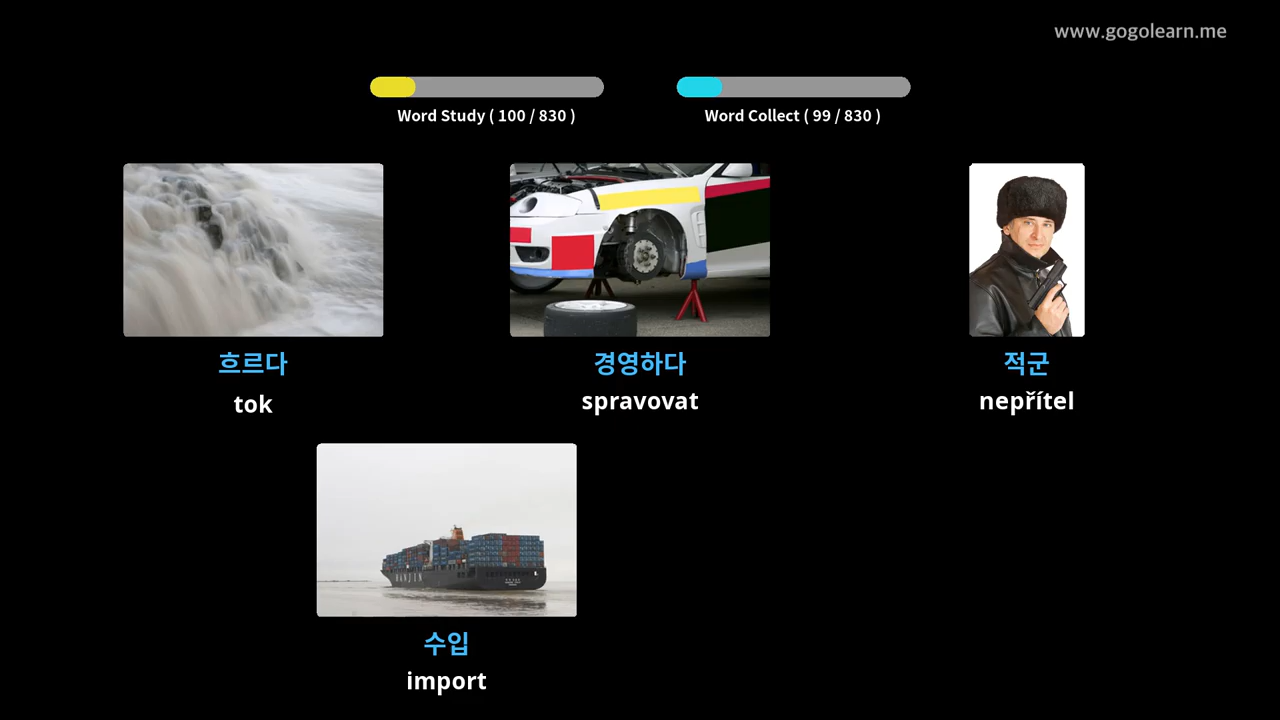 www.gogolearn.me
Word Study ( 100 / 830 )
Word Collect ( 99 / 830 )
흐르다
tok
경영하다
spravovat
적군
nepřítel
HANJIN
수입
import